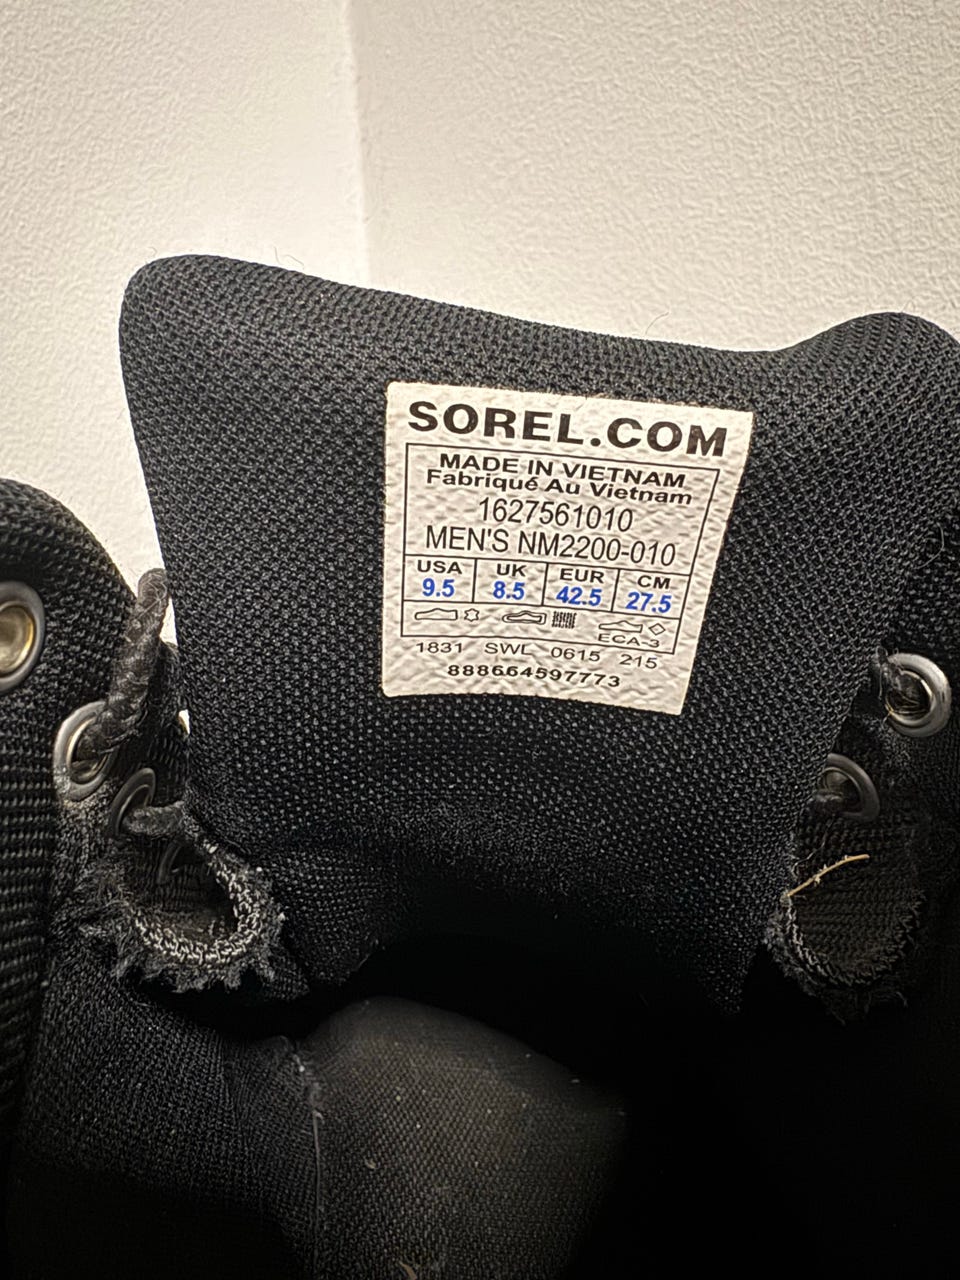 SOREL.COM
MADE IN VIETNAM
Fabriqué Au Vietnam
1627561010
MEN'S NM2200-010
USA UK EUR CM
9.5 8.5 42.5 27.5
ECA-3
1831 SWL 0615 215
888664597773